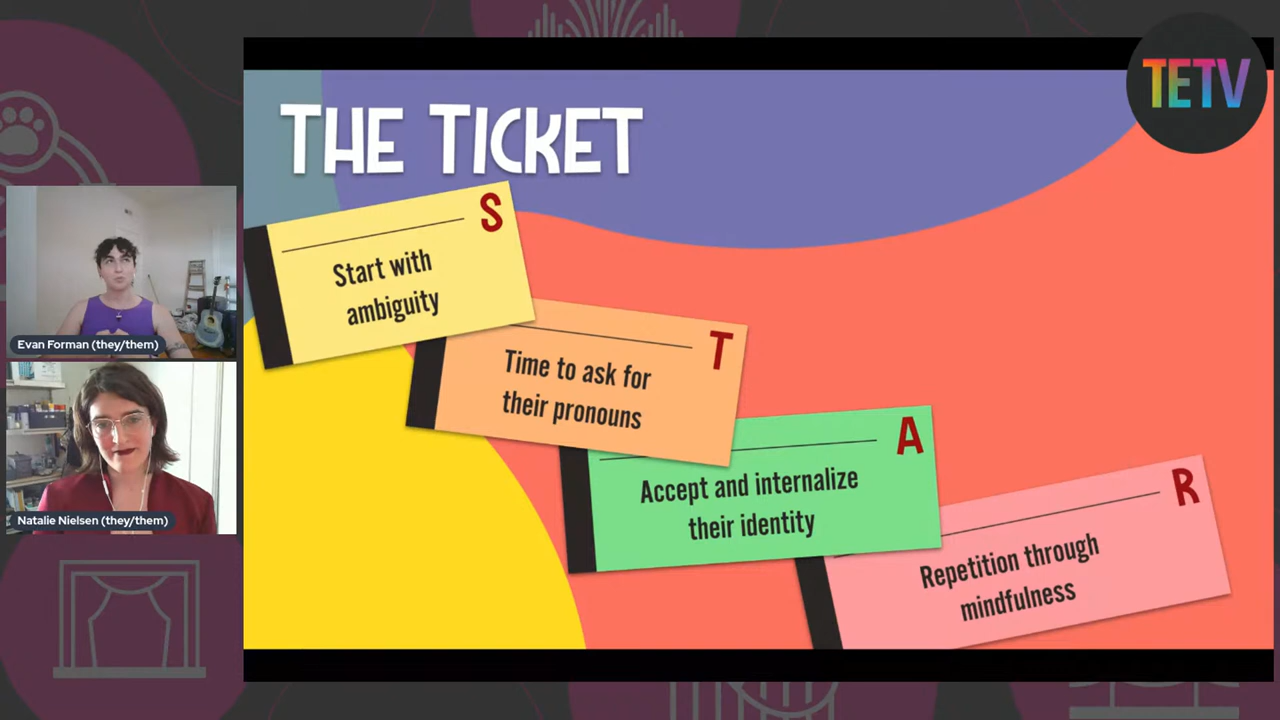 TETV
THE TICKET
S
Start with
ambiguity
T
Time to ask for
their pronouns
A
Accept and internalize
their identity
R
Repetition through
mindfulness
Evan Forman (they/them)
Natalie Nielsen (they/them)